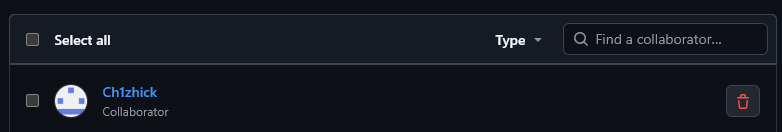 Select all
Type
Find a collaborator...
Ch1zhick
Collaborator